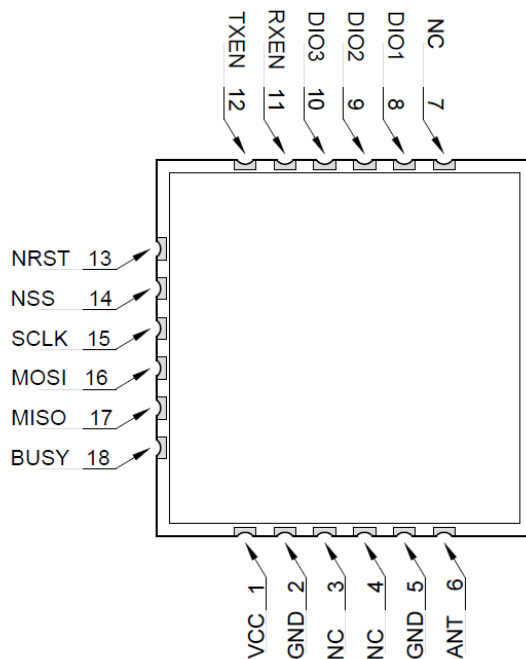 TXEN 12
RXEN 11
DIO3 10
DIO2 9
DIO1 8
NC 7
NRST 13
NSS 14
SCLK 15
MOSI 16
MISO 17
BUSY 18
VCC 1
GND 2
NC 3
NC 4
GND 5
ANT 6